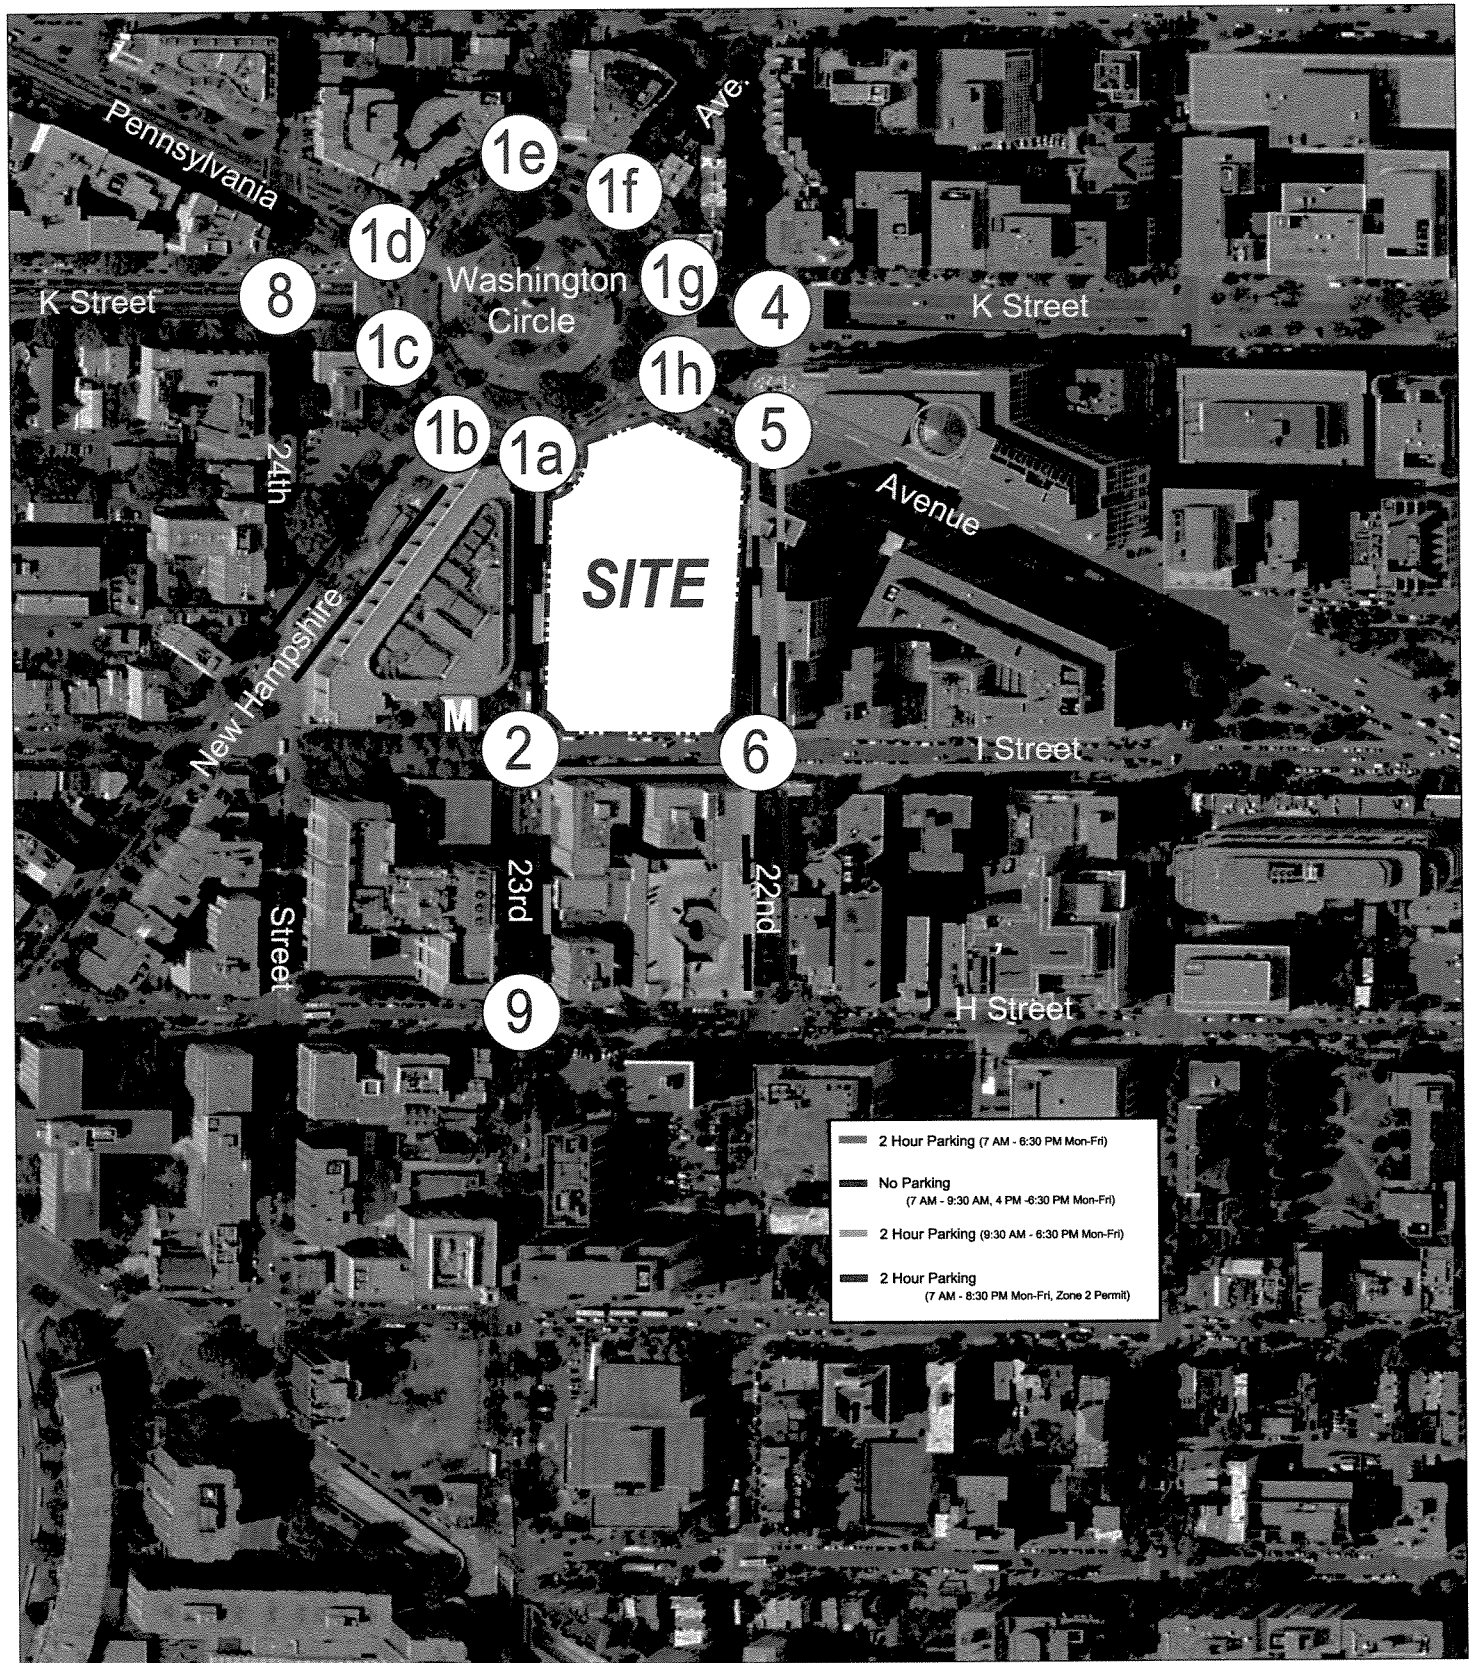 Pennsylvania
Ave.
1e
1f
1d
Washington
Circle
1g
8
K Street
4
K Street
1c
1h
1b
1a
5
24th
Avenue
SITE
New Hampshire
M
2
6
I Street
23rd
22nd
Street
9
H Street
2 Hour Parking (7 AM - 6:30 PM Mon-Fri)
No Parking
(7 AM - 9:30 AM, 4 PM -6:30 PM Mon-Fri)
2 Hour Parking (9:30 AM - 6:30 PM Mon-Fri)
2 Hour Parking
(7 AM - 8:30 PM Mon-Fri, Zone 2 Permit)